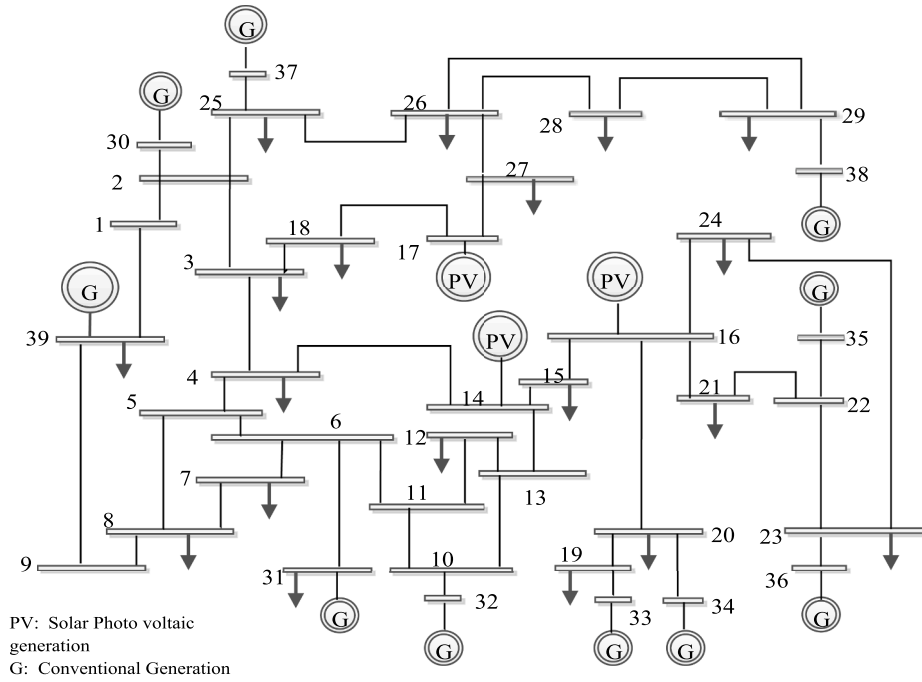 G
37
G
25
26
28
29
30
27
38
2
1
18
24
G
3
17
G
PV
PV
G
39
PV
16
35
4
15
21
5
14
22
6
12
7
11
13
8
20
23
9
10
19
31
36
32
33
34
G
G
G
G
G
PV: Solar Photo voltaic
generation
G: Conventional Generation